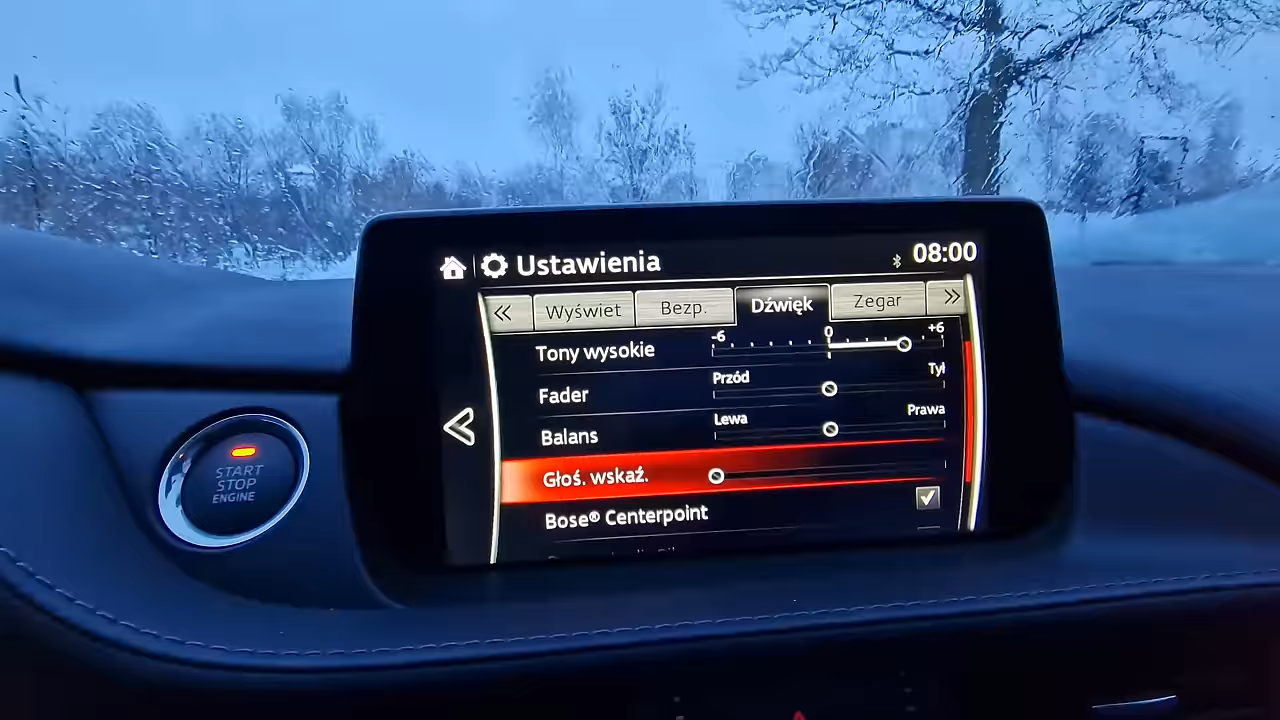 Ustawienia 08:00
Wyświet Bezp. Dźwięk Zegar
Tony wysokie -6 0 +6
Fader Przód Tył
Balans Lewa Prawa
Głoś. wskaź.
Bose® Centerpoint
START
STOP
ENGINE